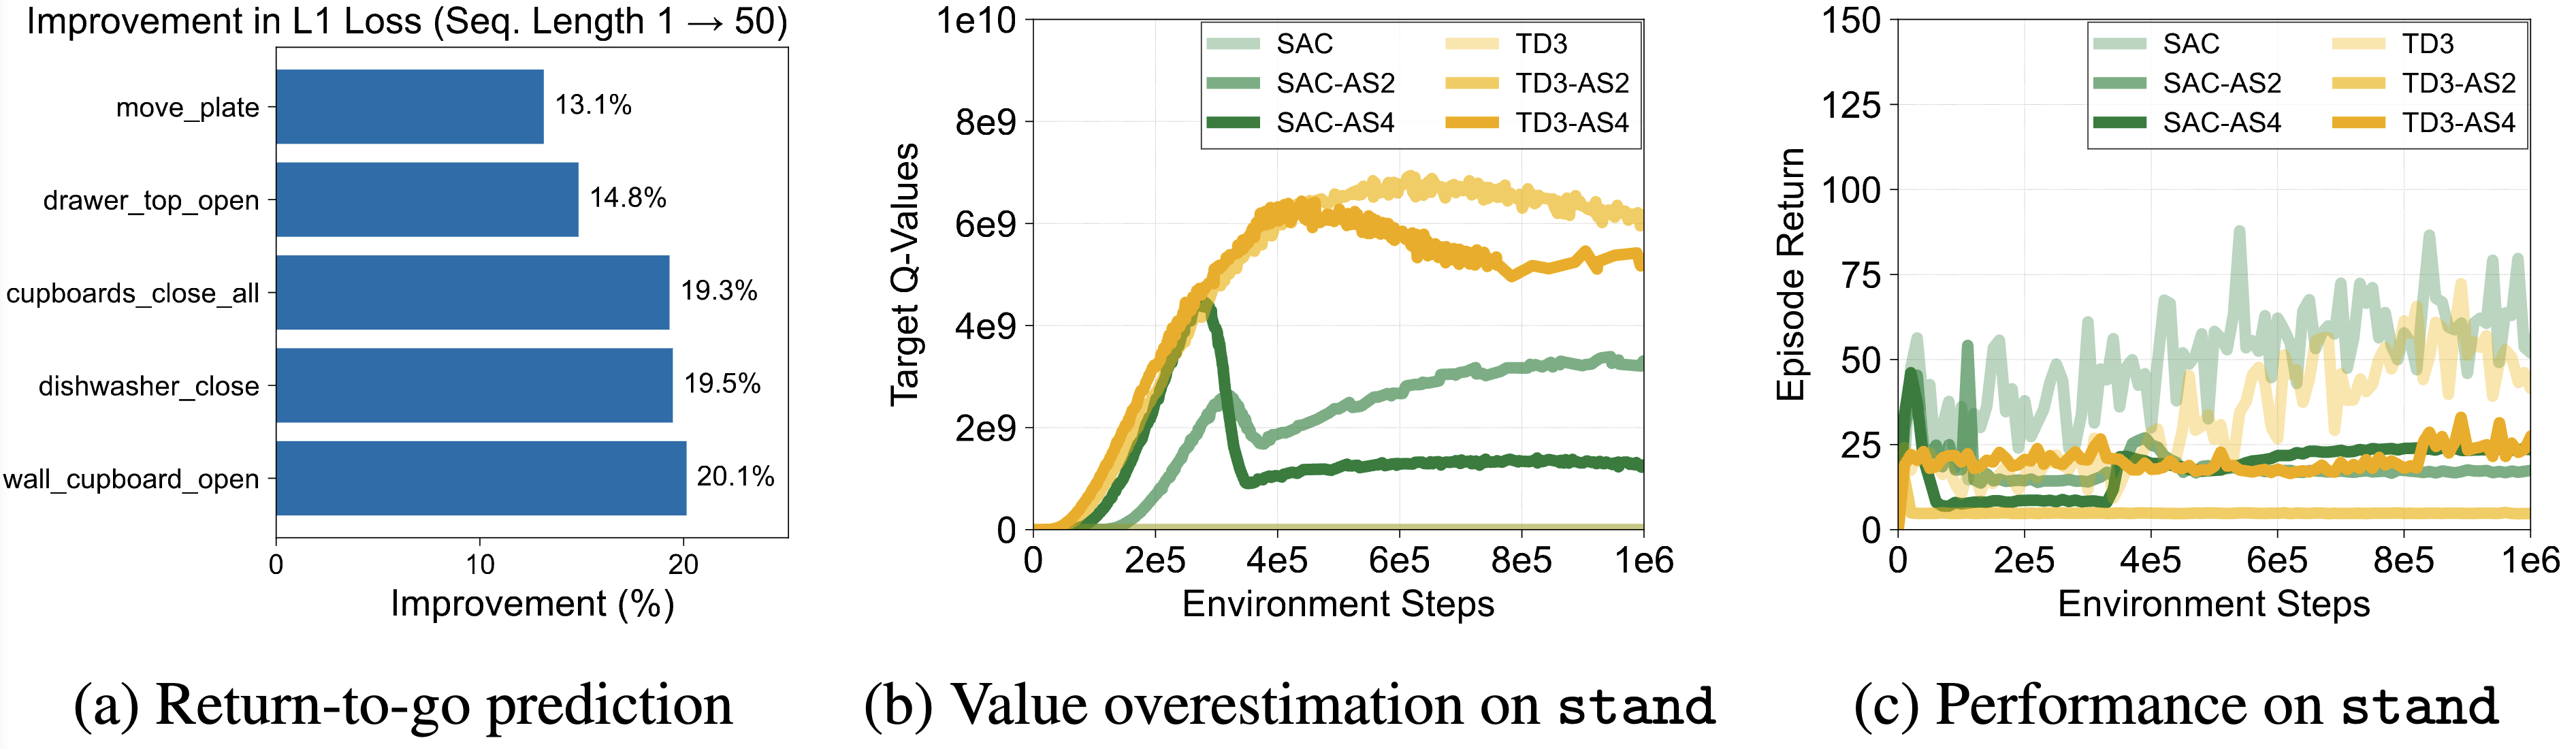 Improvement in L1 Loss (Seq. Length 1 → 50)
move_plate
13.1%
drawer_top_open
14.8%
cupboards_close_all
19.3%
dishwasher_close
19.5%
wall_cupboard_open
20.1%
0 10 20
Improvement (%)
(a) Return-to-go prediction
1e10
8e9
6e9
4e9
2e9
0
Target Q-Values
SAC TD3
SAC-AS2 TD3-AS2
SAC-AS4 TD3-AS4
0 2e5 4e5 6e5 8e5 1e6
Environment Steps
(b) Value overestimation on stand
150
125
100
75
50
25
0
Episode Return
SAC TD3
SAC-AS2 TD3-AS2
SAC-AS4 TD3-AS4
0 2e5 4e5 6e5 8e5 1e6
Environment Steps
(c) Performance on stand